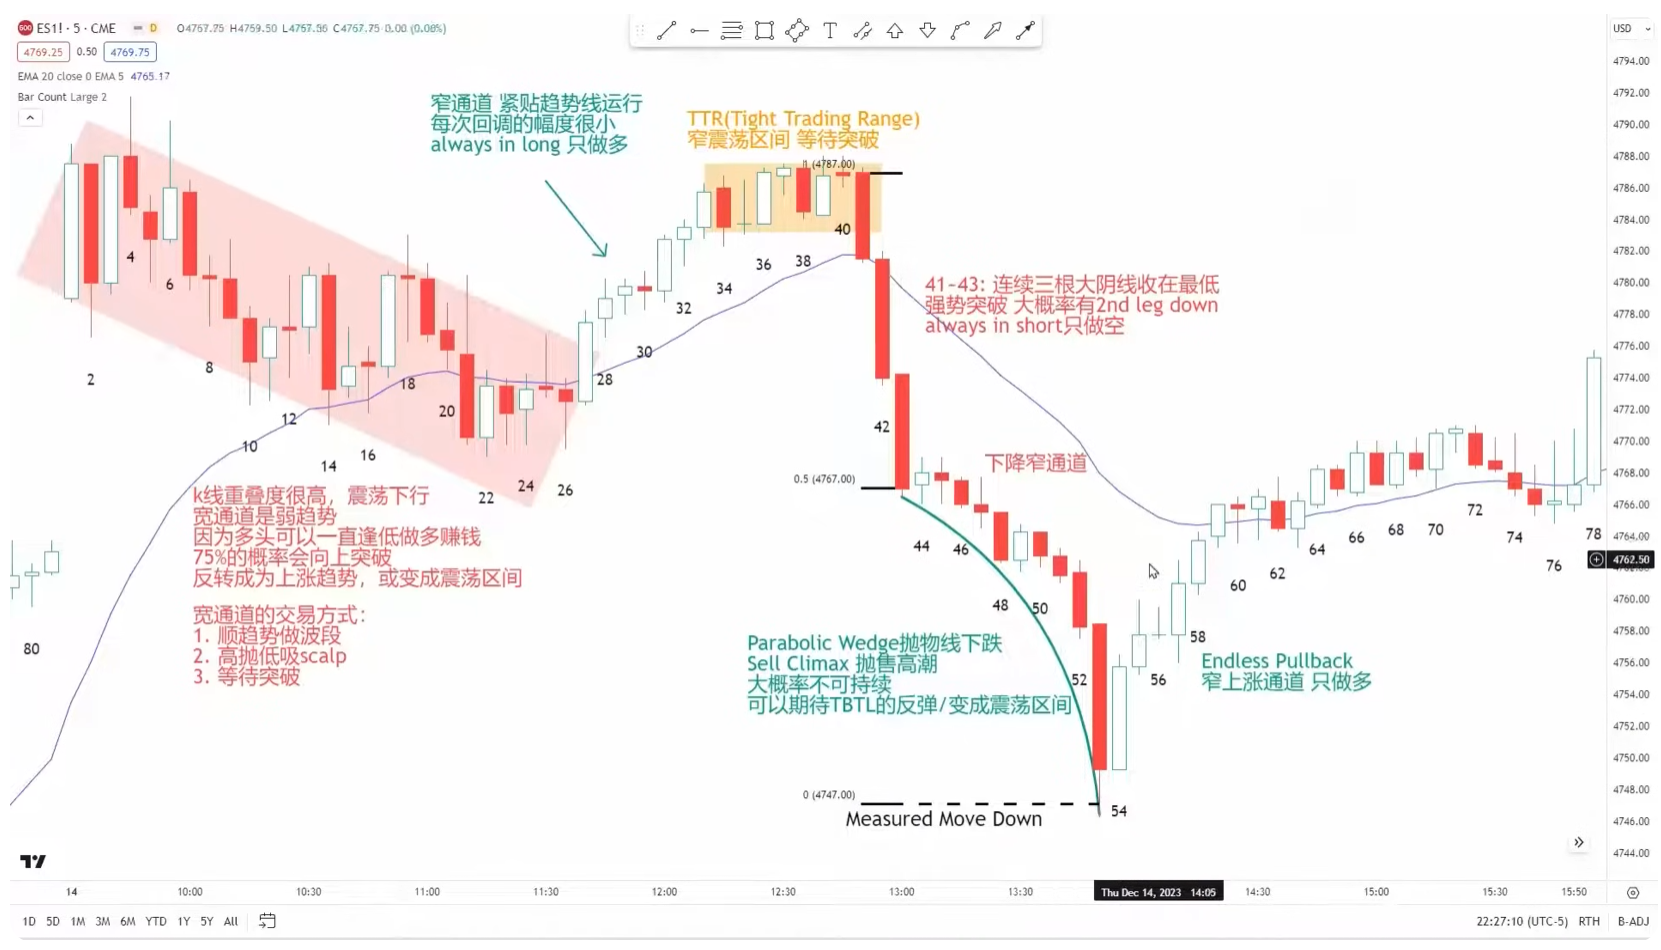 500 ES1! · 5 · CME D O4767.75 H4759.50 L4757.56 C4767.75 0.00 (0.00%)
4769.25 0.50 4769.75
EMA 20 close 0 EMA 5 4765.17
Bar Count Large 2
T
USD
窄通道 紧贴趋势线运行
每次回调的幅度很小
always in long 只做多
TTR(Tight Trading Range)
窄震荡区间 等待突破
1 (4787.00)
41-43: 连续三根大阴线收在最低
强势突破 大概率有2nd leg down
always in short只做空
0.5 (4767.00)
下降窄通道
k线重叠度很高，震荡下行
宽通道是弱趋势
因为多头可以一直逢低做多赚钱
75%的概率会向上突破
反转成为上涨趋势，或变成震荡区间
宽通道的交易方式：
1. 顺趋势做波段
2. 高抛低吸scalp
3. 等待突破
Parabolic Wedge抛物线下跌
Sell Climax 抛售高潮
大概率不可持续
可以期待TBTL的反弹/变成震荡区间
Endless Pullback
窄上涨通道 只做多
0 (4747.00)
Measured Move Down
80
2
4
6
8
10
12
14
16
18
20
22
24
26
28
30
32
34
36
38
40
42
44
46
48
50
52
54
56
58
60
62
64
66
68
70
72
74
76
78
4794.00
4792.00
4790.00
4788.00
4786.00
4784.00
4782.00
4780.00
4778.00
4776.00
4774.00
4772.00
4770.00
4768.00
4766.00
4764.00
4762.50
4760.00
4758.00
4756.00
4754.00
4752.00
4750.00
4748.00
4746.00
4744.00
14 10:00 10:30 11:00 11:30 12:00 12:30 13:00 13:30 Thu Dec 14, 2023 14:05 14:30 15:00 15:30 15:50
1D 5D 1M 3M 6M YTD 1Y 5Y All 22:27:10 (UTC-5) RTH B-ADJ